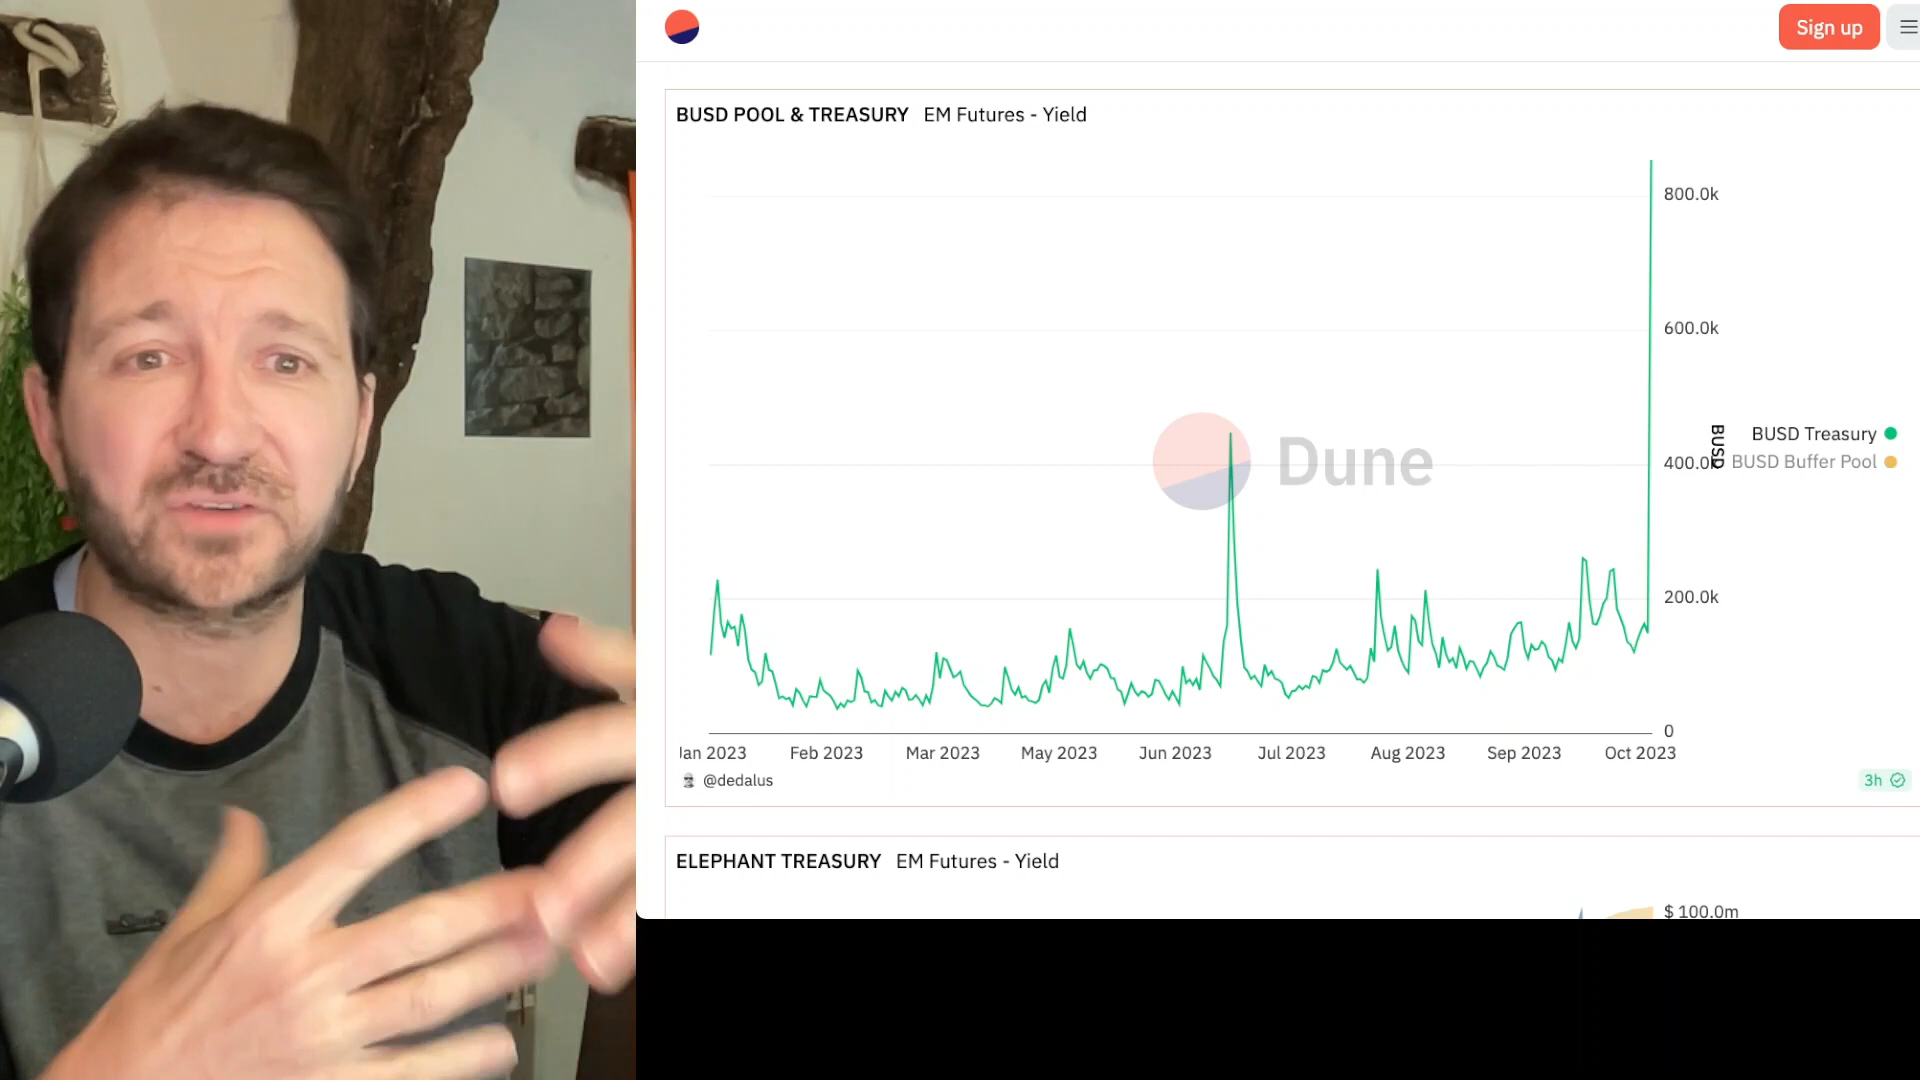 Sign up
BUSD POOL & TREASURY EM Futures - Yield
800.0k
600.0k
400.0k
200.0k
0
BUSD
BUSD Treasury
BUSD Buffer Pool
Dune
Jan 2023 Feb 2023 Mar 2023 May 2023 Jun 2023 Jul 2023 Aug 2023 Sep 2023 Oct 2023
@dedalus
3h
ELEPHANT TREASURY EM Futures - Yield
$ 100.0m